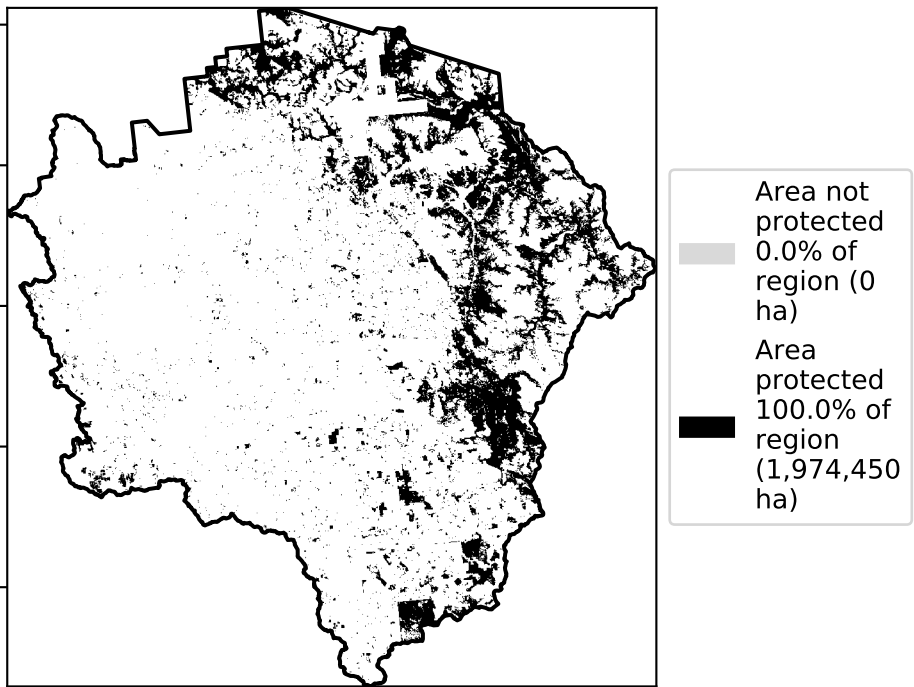 Area not
protected
0.0% of
region (0
ha)
Area
protected
100.0% of
region
(1,974,450
ha)